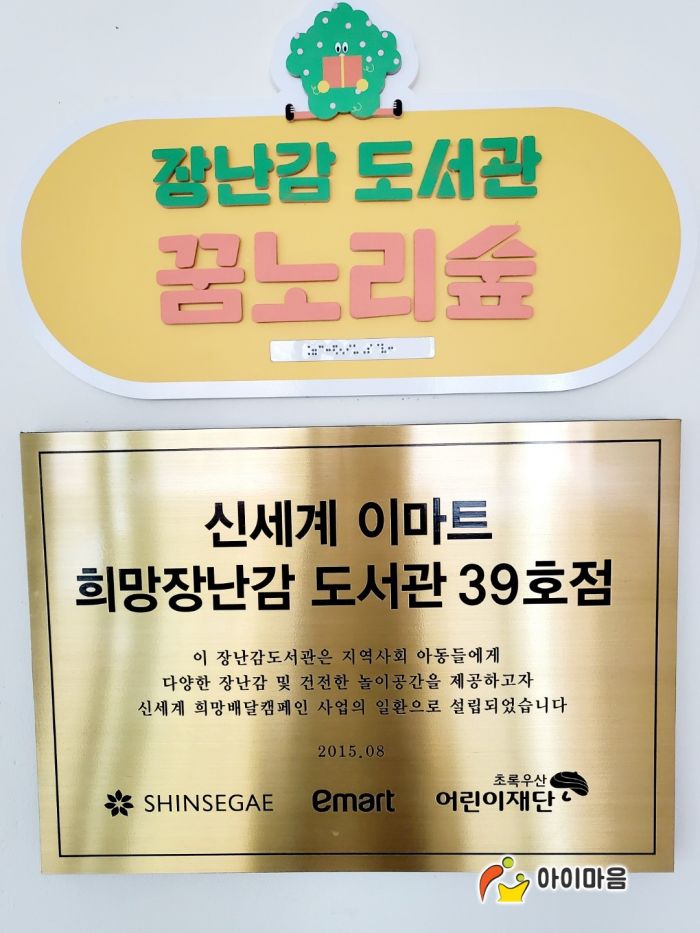 장난감 도서관
꿈노리숲
신세계 이마트
희망장난감 도서관 39호점
이 장난감도서관은 지역사회 아동들에게
다양한 장난감 및 건전한 놀이공간을 제공하고자
신세계 희망배달캠페인 사업의 일환으로 설립되었습니다
2015.08
SHINSEGAE emart 초록우산
어린이재단
아이마음